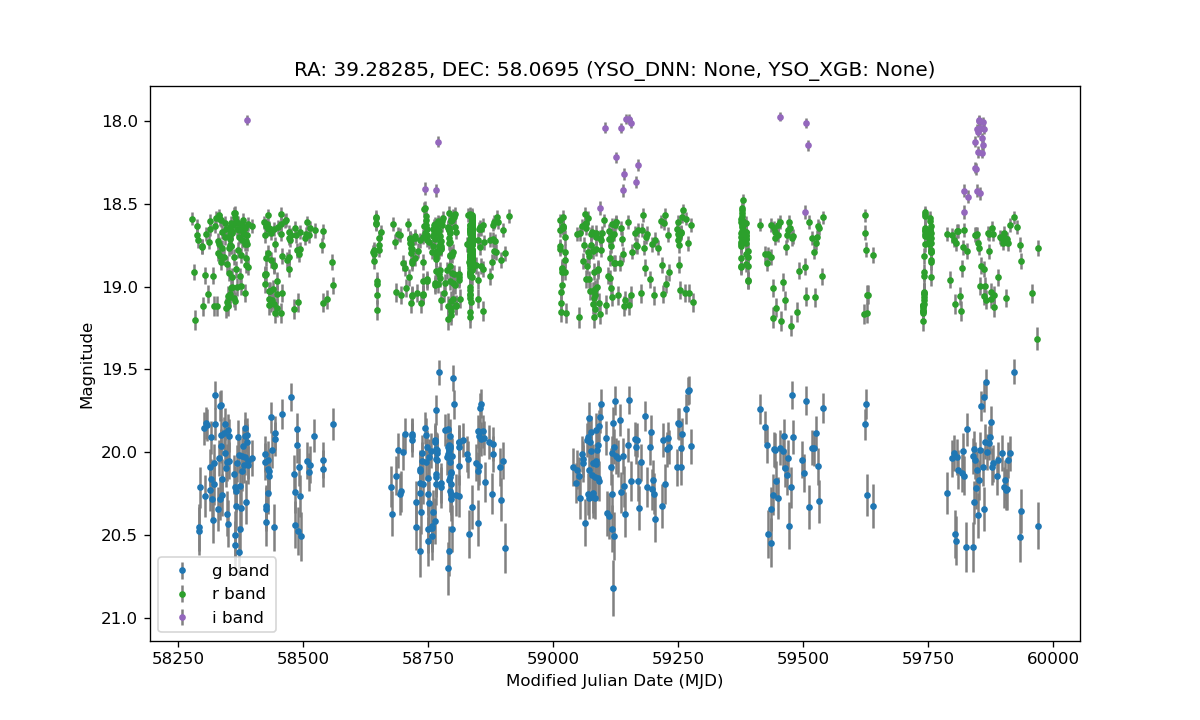 RA: 39.28285, DEC: 58.0695 (YSO_DNN: None, YSO_XGB: None)
18.0
18.5
19.0
19.5
20.0
20.5
21.0
Magnitude
g band
r band
i band
58250 58500 58750 59000 59250 59500 59750 60000
Modified Julian Date (MJD)